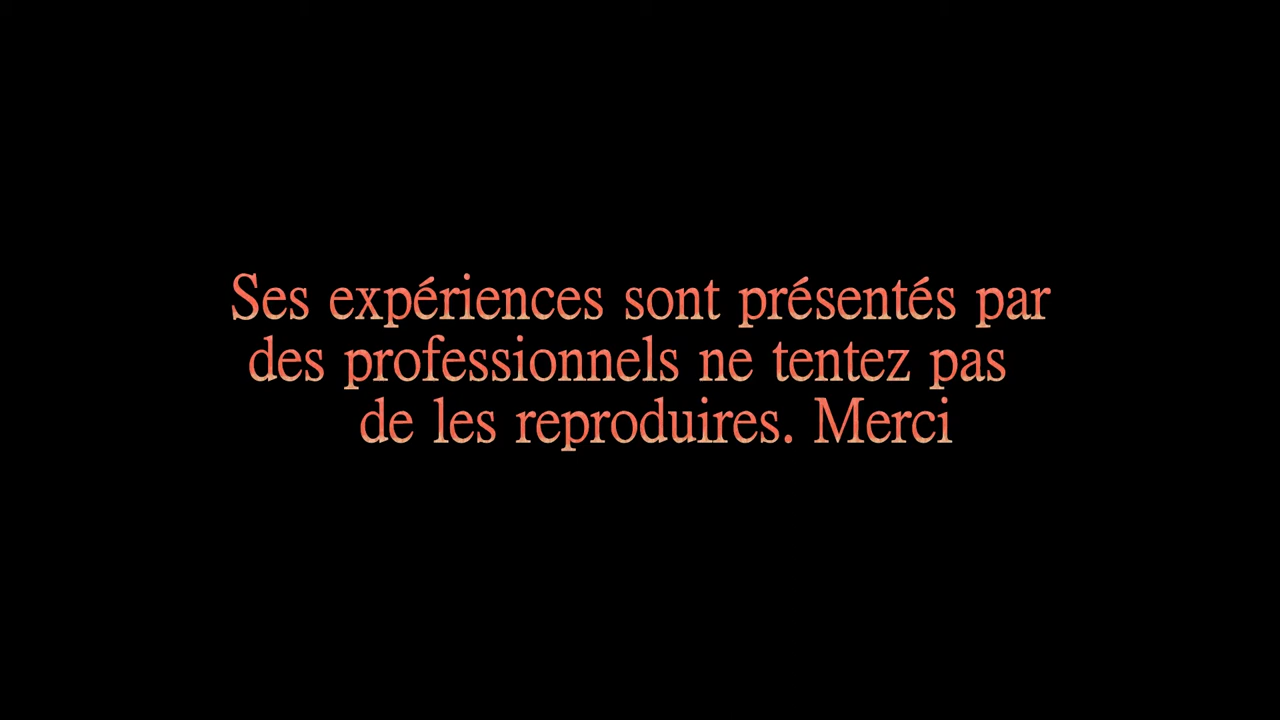 Ses expériences sont présentés par
des professionnels ne tentez pas
de les reproduires. Merci